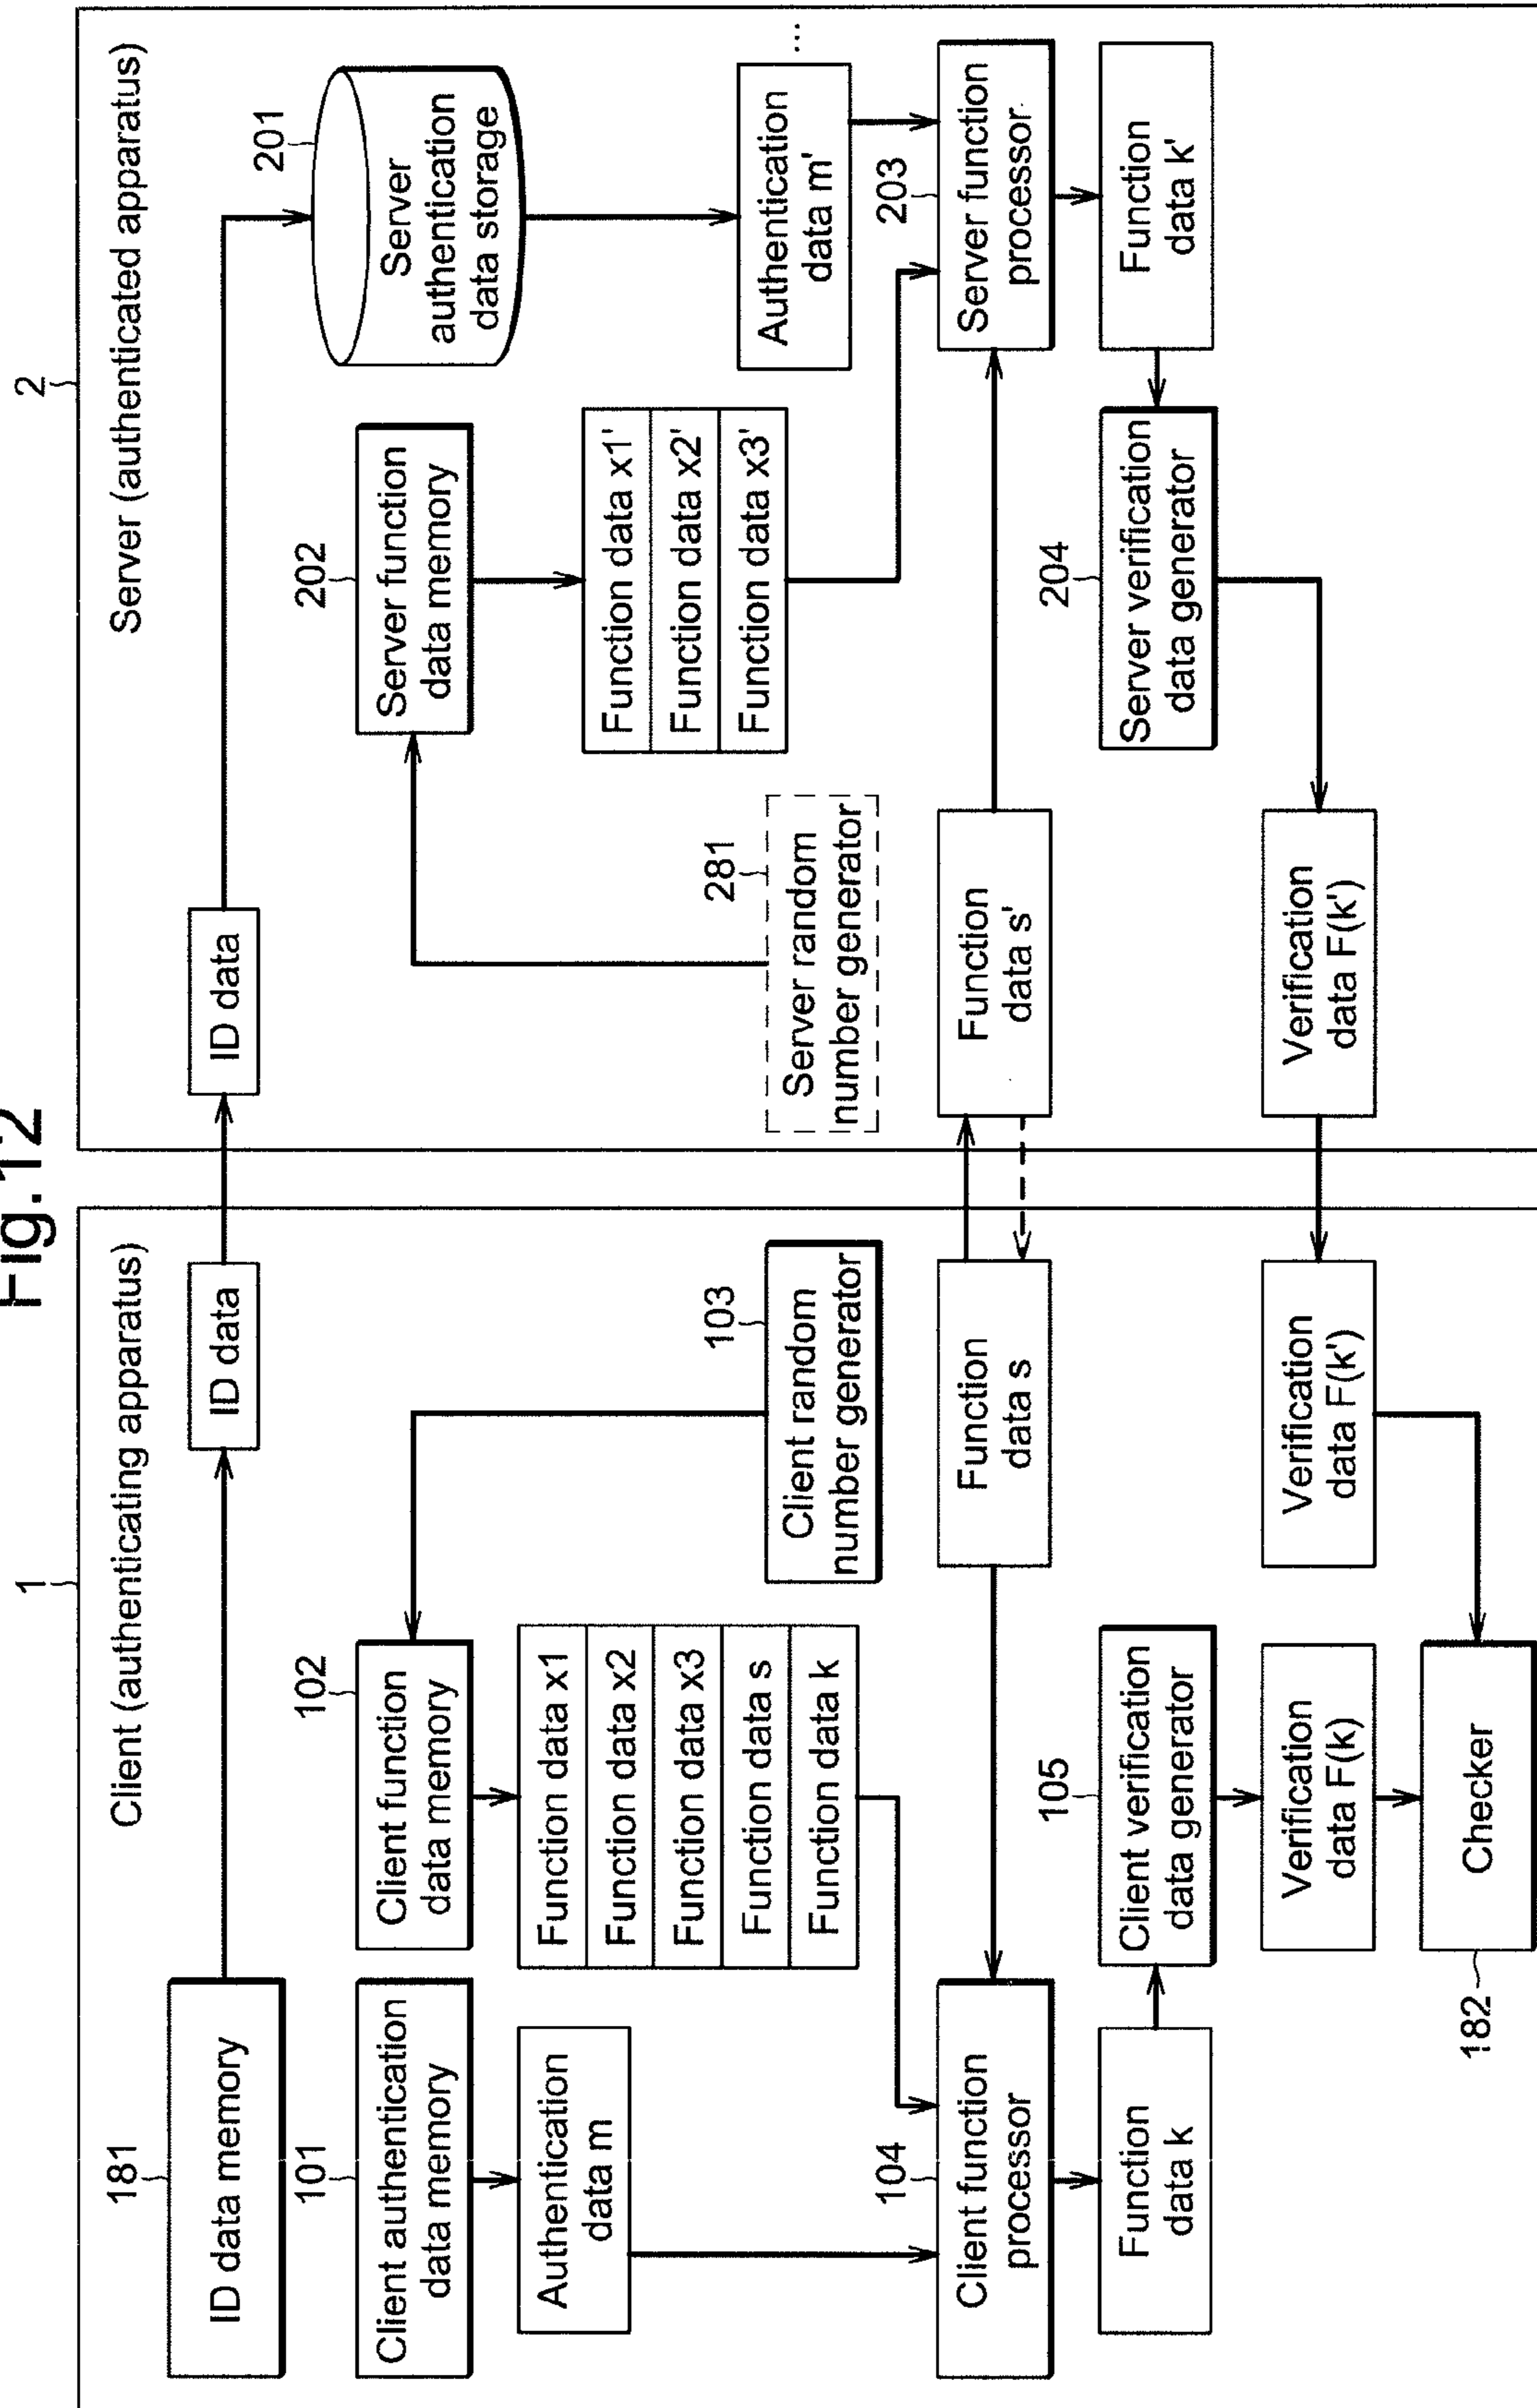 Fig.12
1
Client (authenticating apparatus)
181
ID data memory
ID data
101
Client authentication
data memory
102
Client function
data memory
Authentication
data m
Function data x1
Function data x2
Function data x3
Function data s
Function data k
103
Client random
number generator
104
Client function
processor
Function
data s
Function
data k
105
Client verification
data generator
Verification
data F(k)
Verification
data F(k')
182
Checker
2
Server (authenticated apparatus)
ID data
201
Server
authentication
data storage
202
Server function
data memory
Function data x1'
Function data x2'
Function data x3'
Authentication
data m'
...
281
Server random
number generator
203
Server function
processor
Function
data s'
Function
data k'
204
Server verification
data generator
Verification
data F(k')